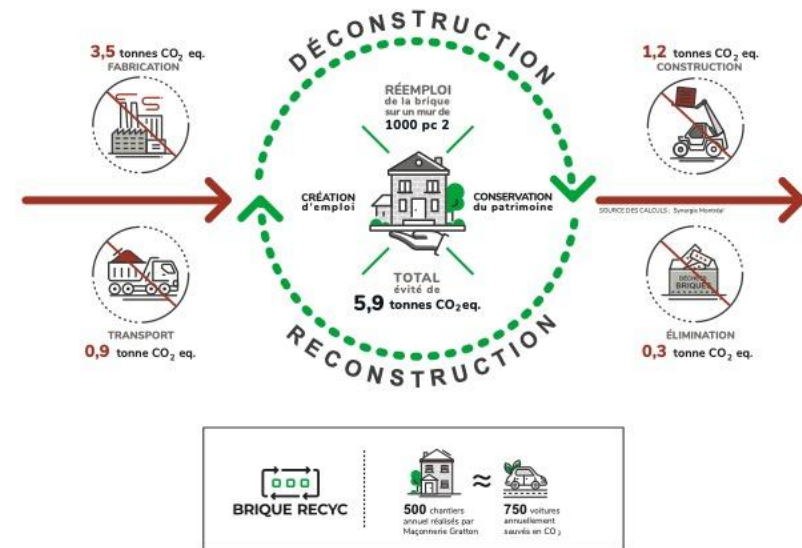 3,5 tonnes CO₂ eq.
FABRICATION
DÉCONSTRUCTION
1,2 tonnes CO₂ eq.
CONSTRUCTION
RÉEMPLOI
de la brique
sur un mur de
1000 pc 2
CRÉATION
d'emploi
CONSERVATION
du patrimoine
SOURCE DES CALCULS : Synergie Montréal
TOTAL
évité de
5,9 tonnes CO₂ eq.
TRANSPORT
0,9 tonne CO₂ eq.
BRIQUES
ÉLIMINATION
0,3 tonne CO₂ eq.
RECONSTRUCTION
BRIQUE RECYC
500 chantiers
annuel réalisés par
Maçonnerie Gratton
≈
750 voitures
annuellement
sauvés en CO₂